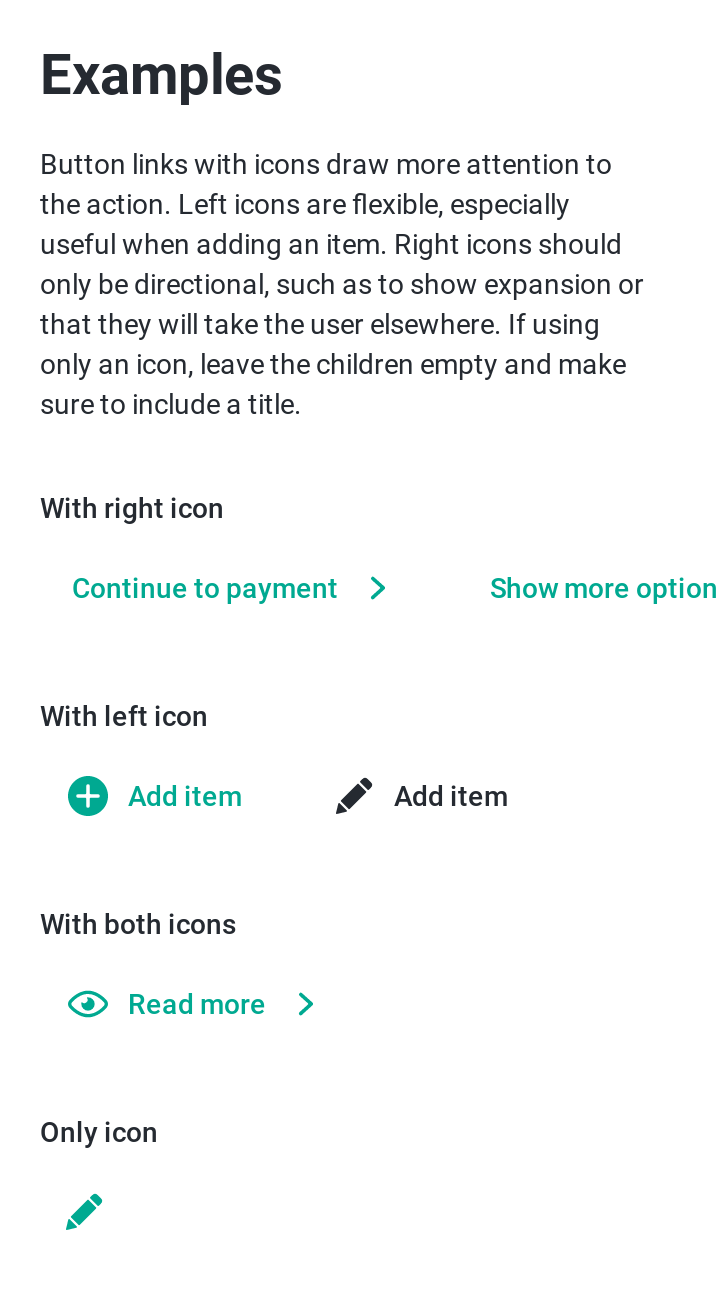 Examples
Button links with icons draw more attention to
the action. Left icons are flexible, especially
useful when adding an item. Right icons should
only be directional, such as to show expansion or
that they will take the user elsewhere. If using
only an icon, leave the children empty and make
sure to include a title.
With right icon
Continue to payment Show more option
With left icon
Add item Add item
With both icons
Read more
Only icon